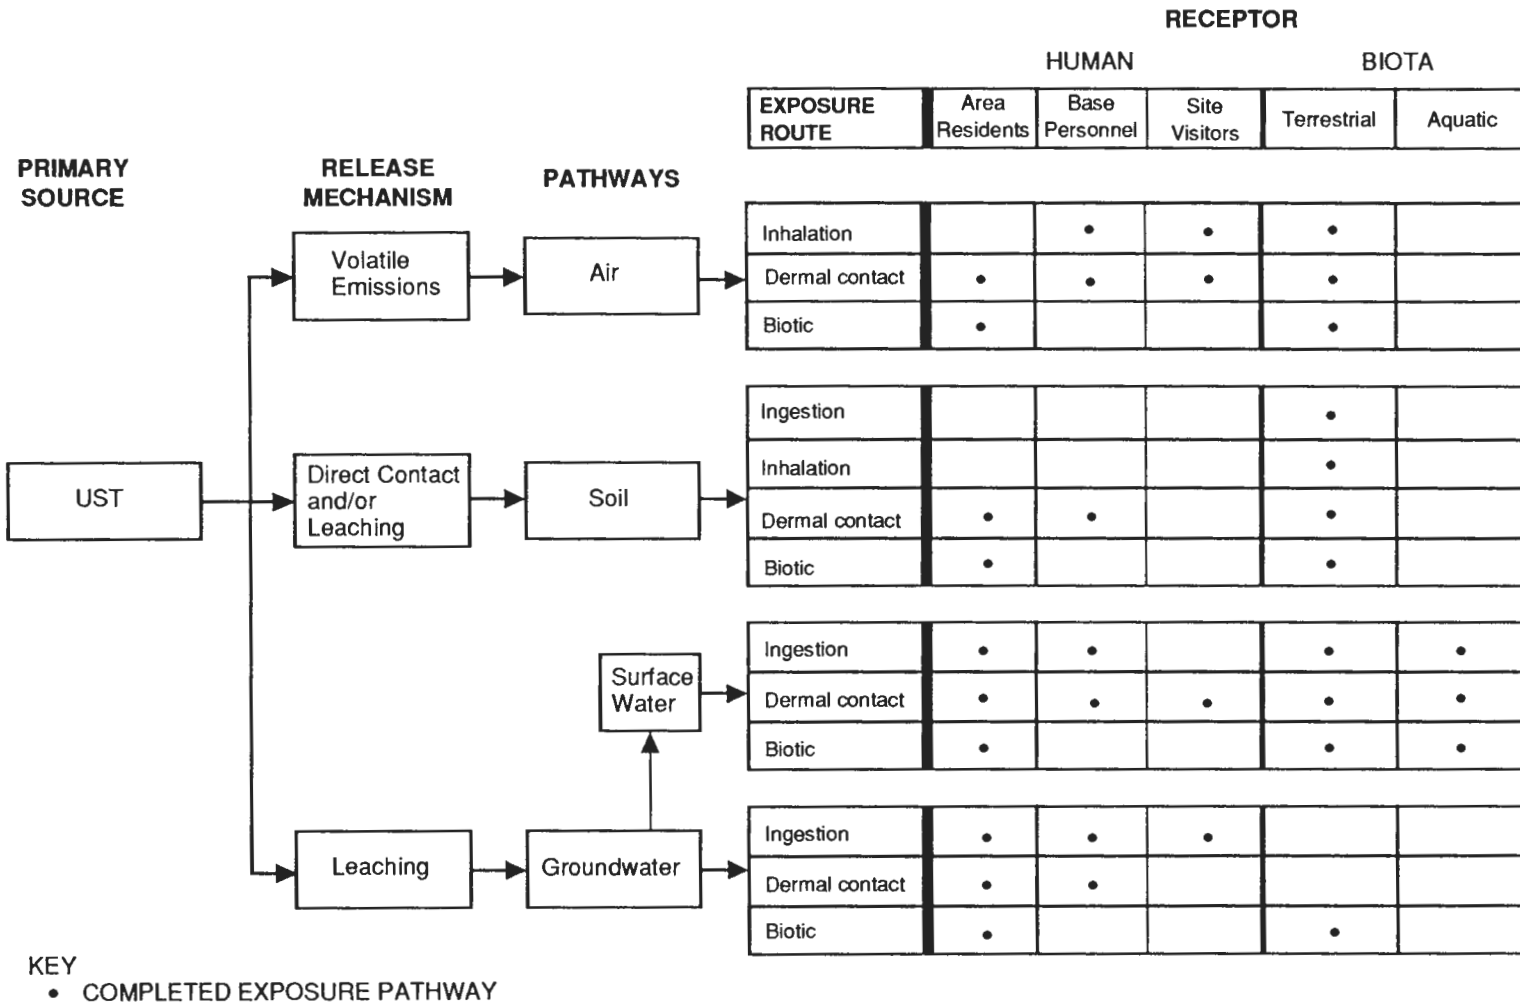 RECEPTOR
HUMAN BIOTA
EXPOSURE ROUTE Area Residents Base Personnel Site Visitors Terrestrial Aquatic
PRIMARY SOURCE
RELEASE MECHANISM
PATHWAYS
Volatile
Emissions
Air
Inhalation • • •
Dermal contact • • • •
Biotic • •
UST
Direct Contact
and/or
Leaching
Soil
Ingestion •
Inhalation •
Dermal contact • • •
Biotic • •
Surface
Water
Ingestion • • • •
Dermal contact • • • • •
Biotic • • •
Leaching
Groundwater
Ingestion • • •
Dermal contact • •
Biotic • •
KEY
• COMPLETED EXPOSURE PATHWAY